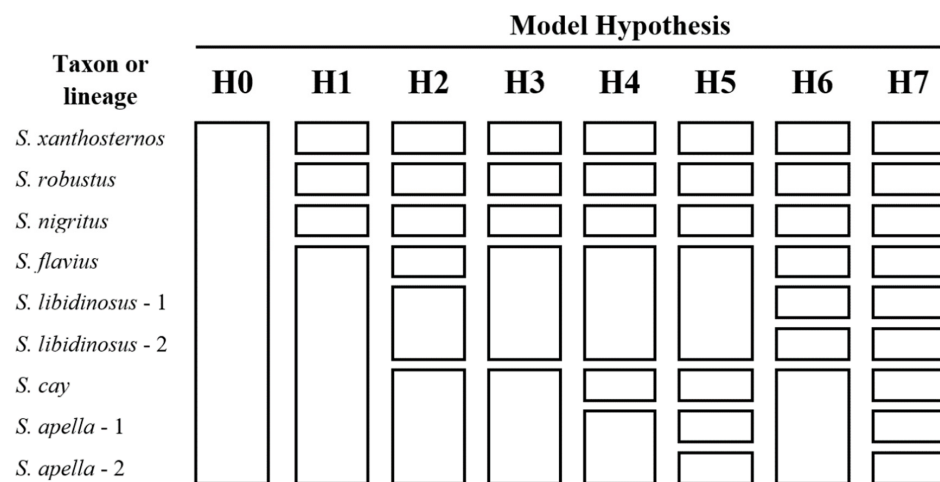 Model Hypothesis
Taxon or
lineage
H0 H1 H2 H3 H4 H5 H6 H7
S. xanthosternos
S. robustus
S. nigritus
S. flavius
S. libidinosus - 1
S. libidinosus - 2
S. cay
S. apella - 1
S. apella - 2